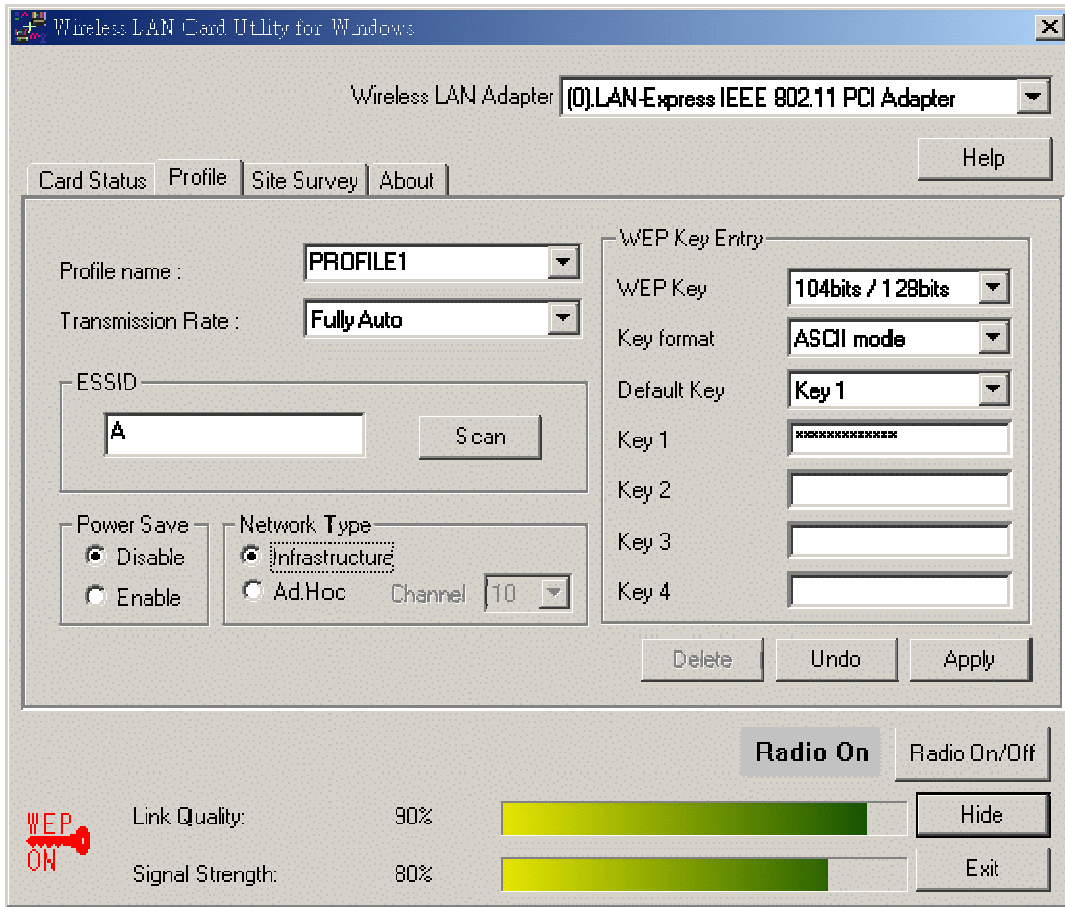 Wireless LAN Card Utility for Windows
Wireless LAN Adapter (0).LAN-Express IEEE 802.11 PCI Adapter
Help
Card Status Profile Site Survey About
Profile name : PROFILE1
Transmission Rate : Fully Auto
ESSID
A Scan
Power Save
Disable
Enable
Network Type
Infrastructure
Ad.Hoc Channel 10
WEP Key Entry
WEP Key 104bits / 128bits
Key format ASCII mode
Default Key Key 1
Key 1 *************
Key 2
Key 3
Key 4
Delete Undo Apply
Radio On Radio On/Off
WEP ON
Link Quality: 90% Hide
Signal Strength: 80% Exit